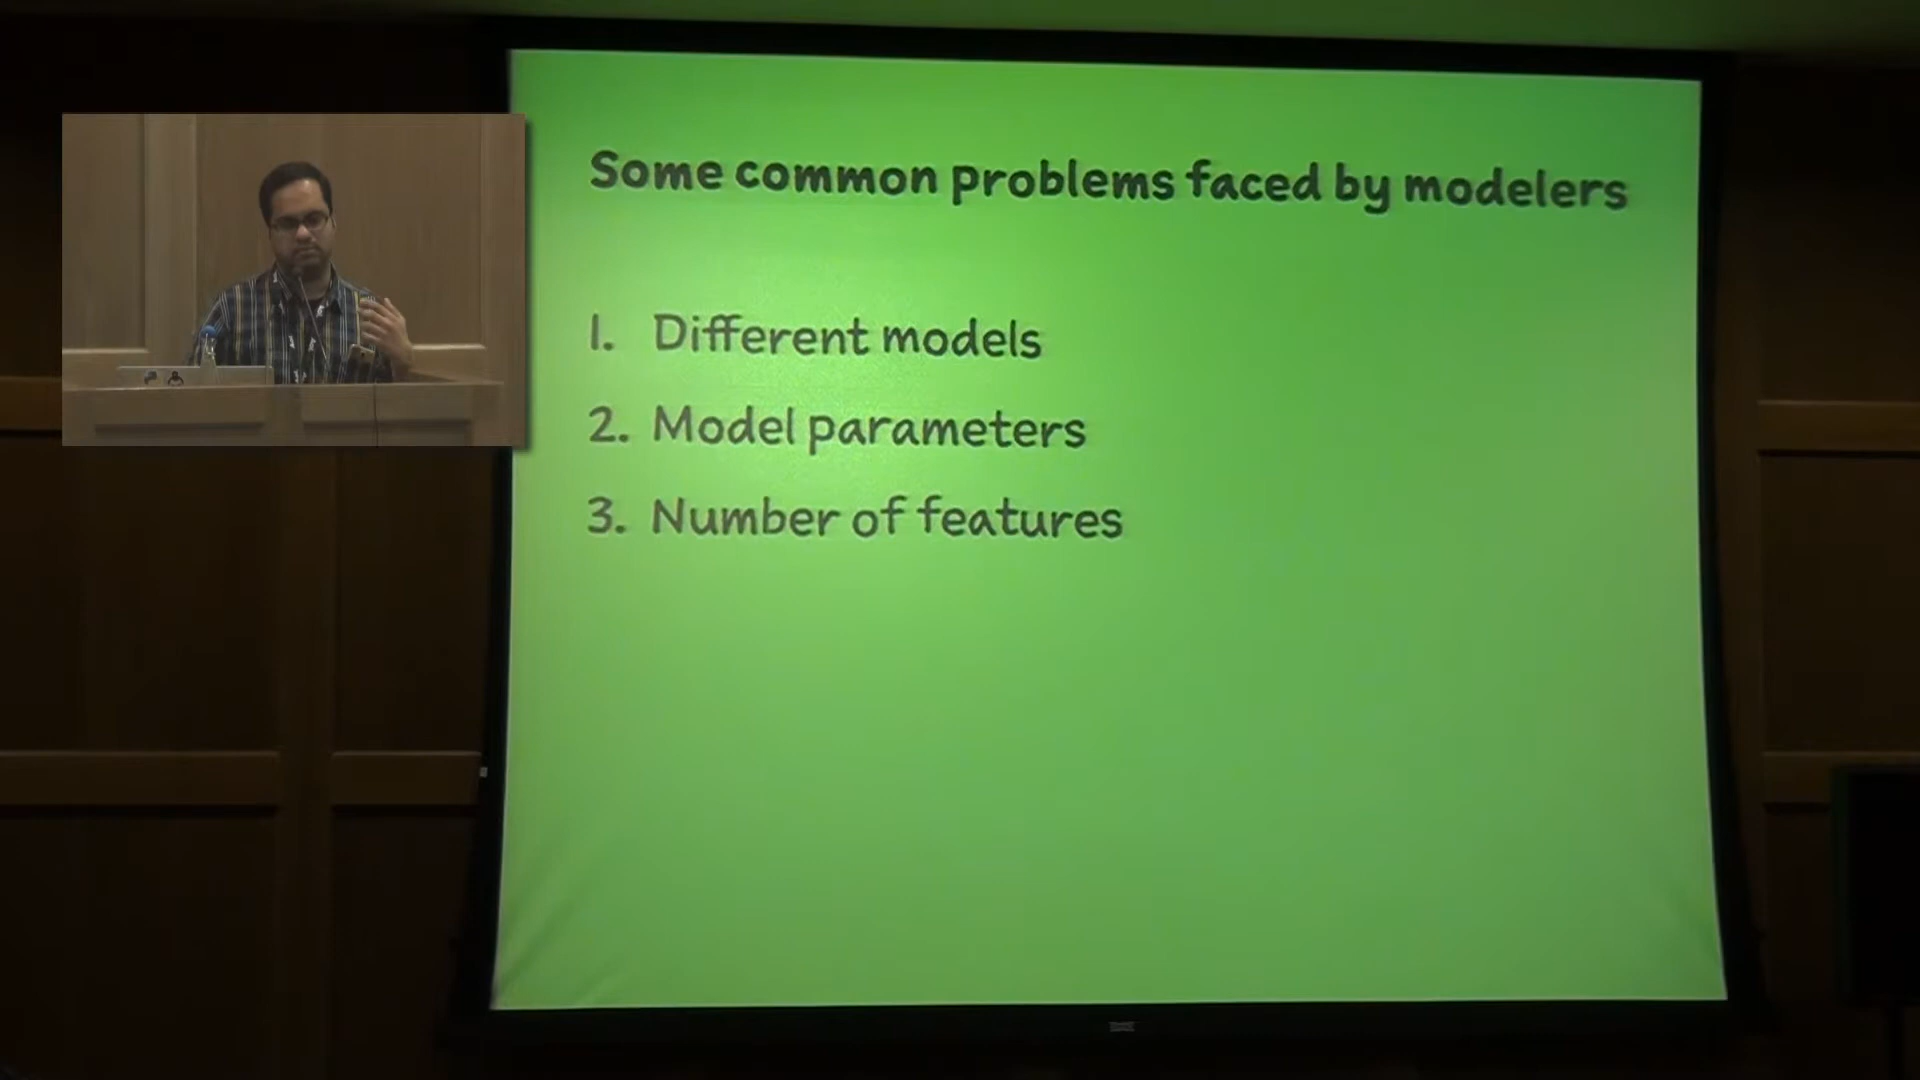 Some common problems faced by modelers
1. Different models
2. Model parameters
3. Number of features